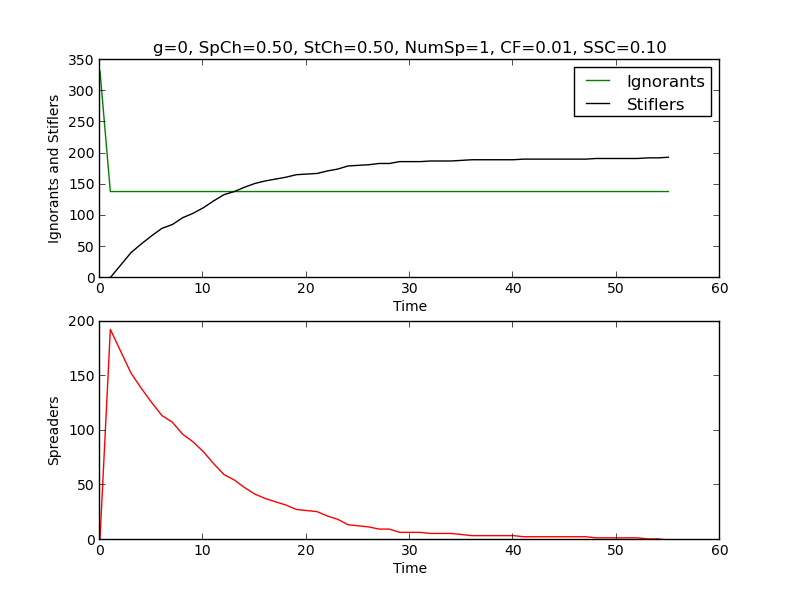 g=0, SpCh=0.50, StCh=0.50, NumSp=1, CF=0.01, SSC=0.10
350
300
250
200
150
100
50
0
Ignorants and Stiflers
Ignorants
Stiflers
0 10 20 30 40 50 60
Time
200
150
100
50
0
Spreaders
0 10 20 30 40 50 60
Time